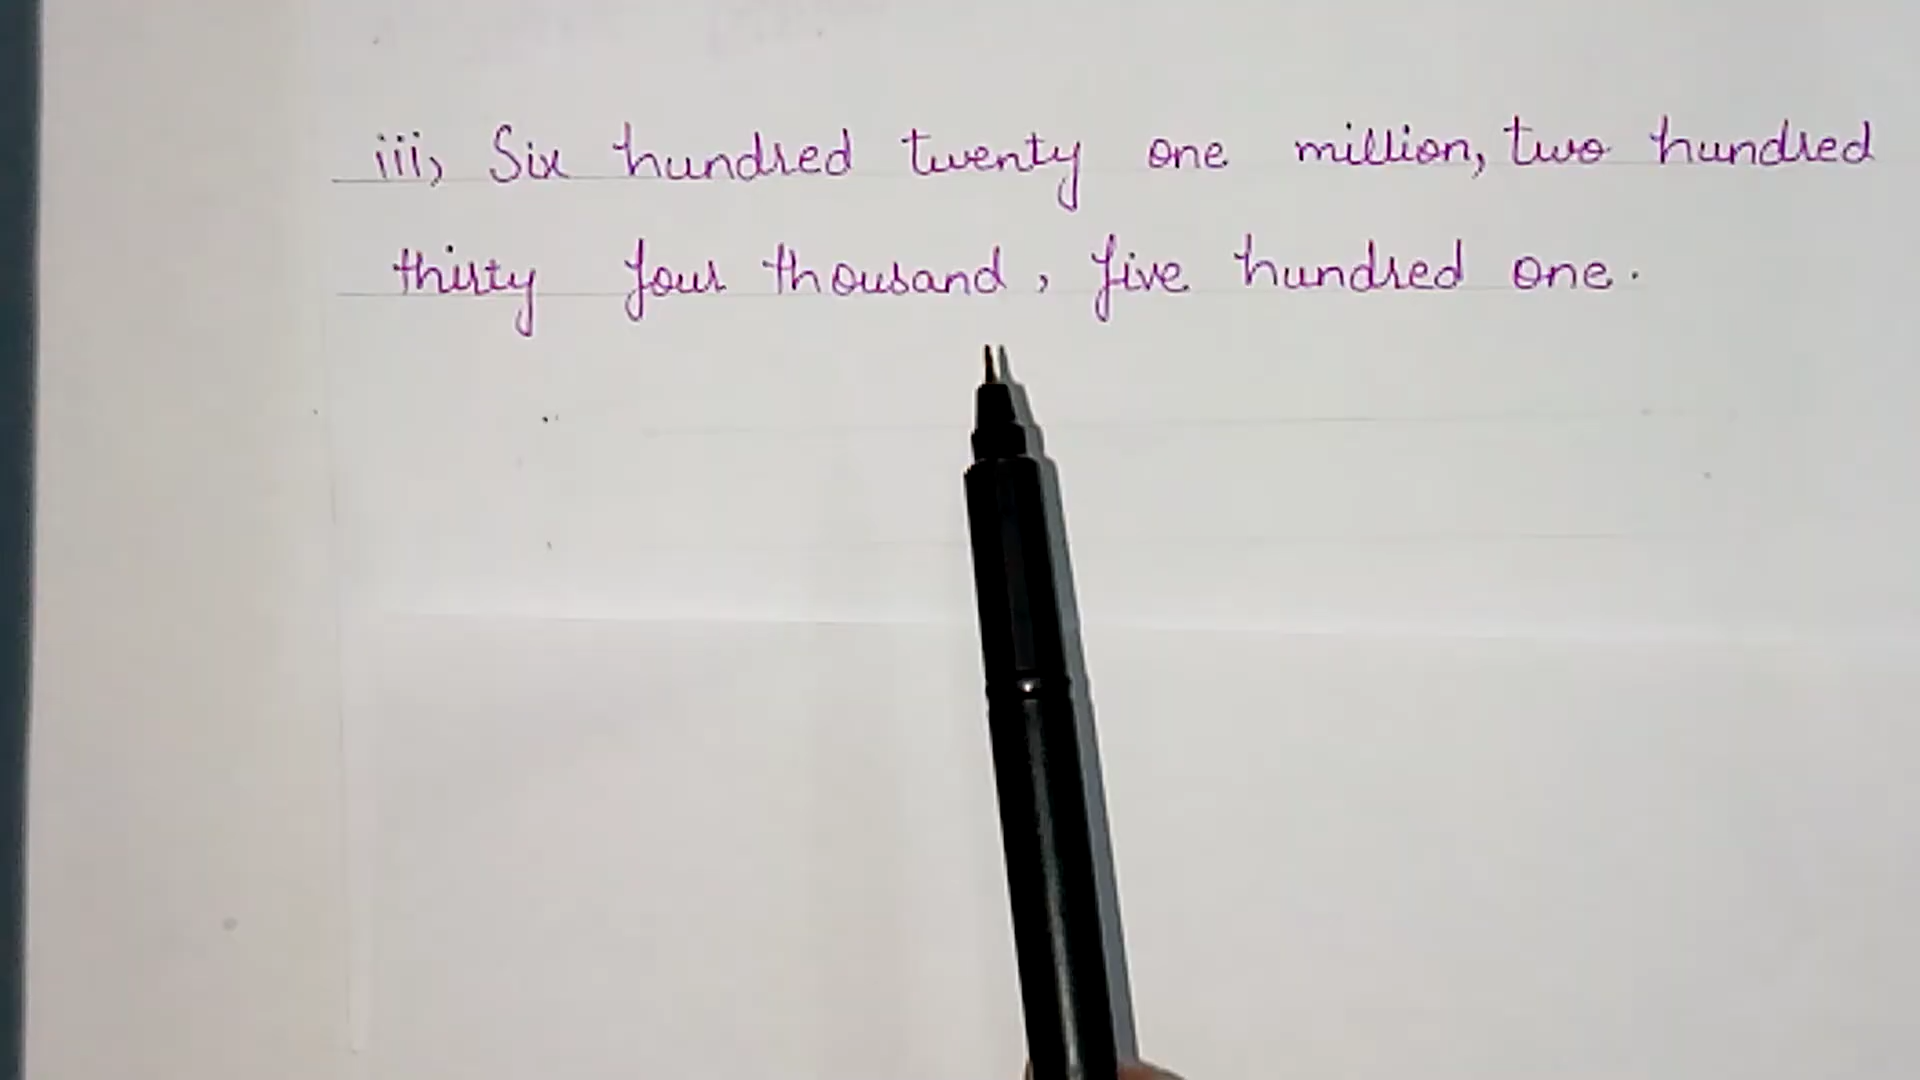 iii, Six hundred twenty one million, two hundred
thirty four thousand, five hundred one.